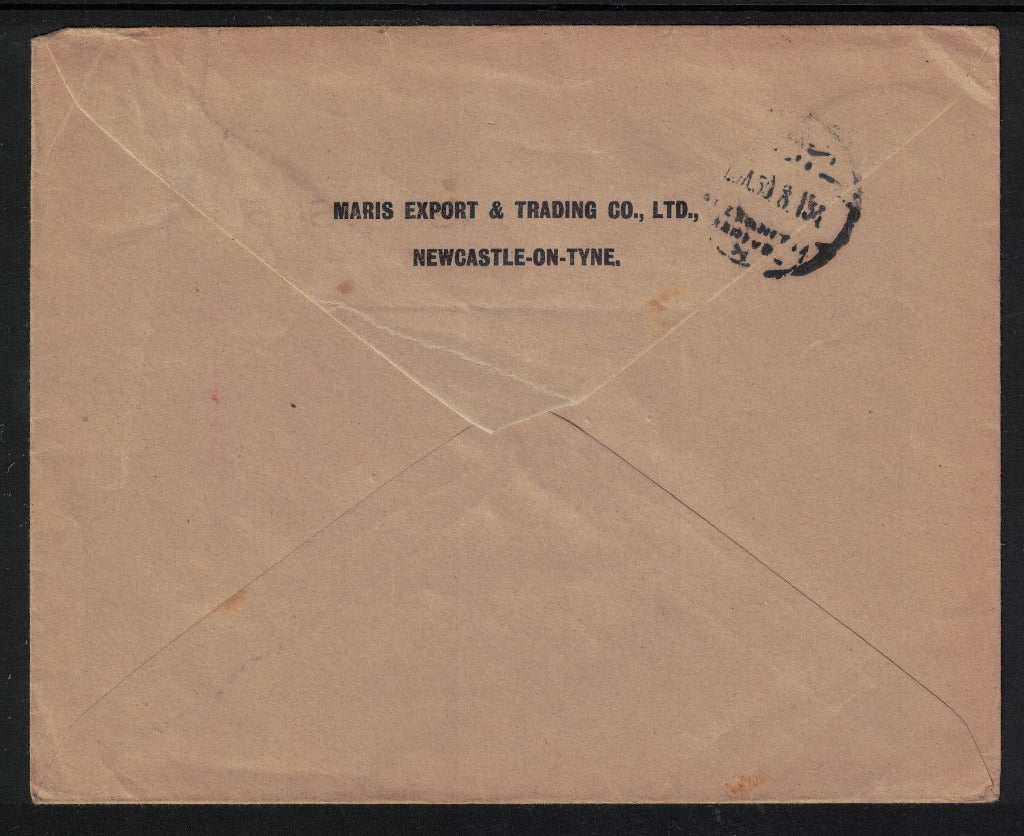 MARIS EXPORT & TRADING CO., LTD.,
NEWCASTLE-ON-TYNE.